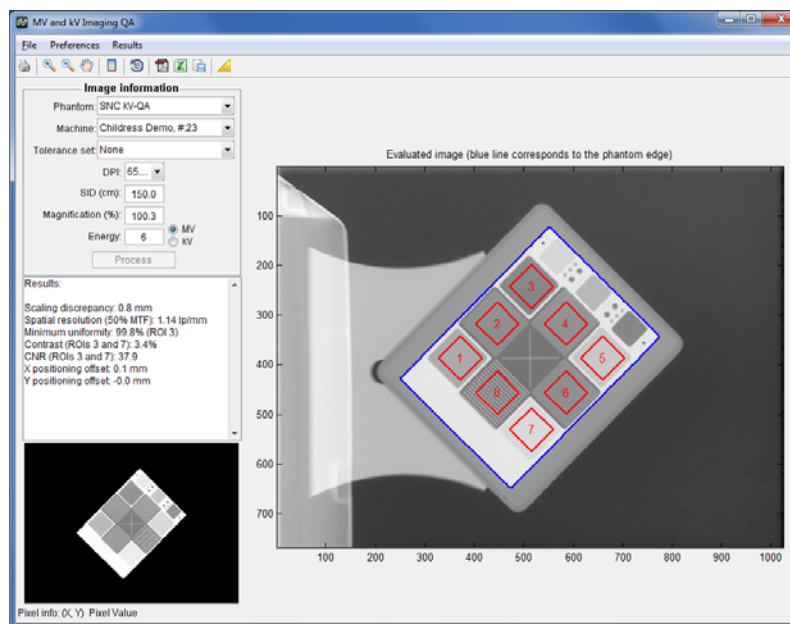 MV and kV Imaging QA
File Preferences Results
Image information
Phantom: SNC kV-QA
Machine: Childress Demo, #:23
Tolerance set: None
DPI: 65....
SID (cm): 150.0
Magnification (%): 100.3
Energy: 6 MV
kV
Process
Results:
Scaling discrepancy: 0.8 mm
Spatial resolution (50% MTF): 1.14 lp/mm
Minimum uniformity: 99.8% (ROI 3)
Contrast (ROIs 3 and 7): 3.4%
CNR (ROIs 3 and 7): 37.9
X positioning offset: 0.1 mm
Y positioning offset: -0.0 mm
Pixel info: (X, Y) Pixel Value
Evaluated image (blue line corresponds to the phantom edge)
100
200
300
400
500
600
700
3
2 4
1 5
8 6
7
100 200 300 400 500 600 700 800 900 1000